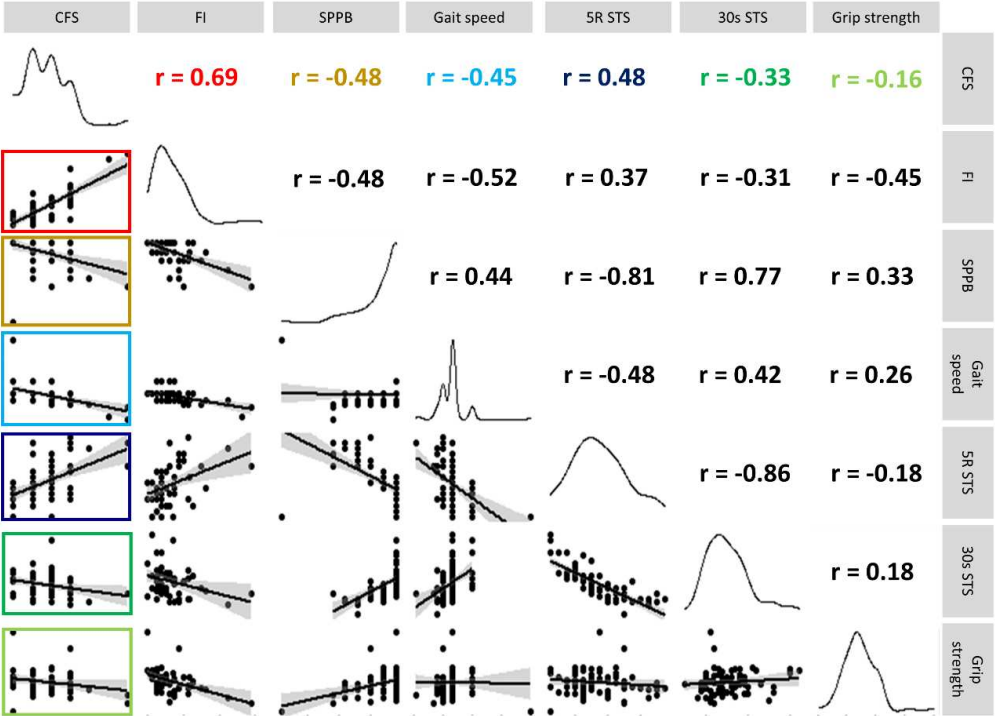 CFS FI SPPB Gait speed 5R STS 30s STS Grip strength
r = 0.69 r = -0.48 r = -0.45 r = 0.48 r = -0.33 r = -0.16 CFS
r = -0.48 r = -0.52 r = 0.37 r = -0.31 r = -0.45 FI
r = 0.44 r = -0.81 r = 0.77 r = 0.33 SPPB
r = -0.48 r = 0.42 r = 0.26 Gait
speed
r = -0.86 r = -0.18 5R STS
r = 0.18 30s STS
Grip
strength